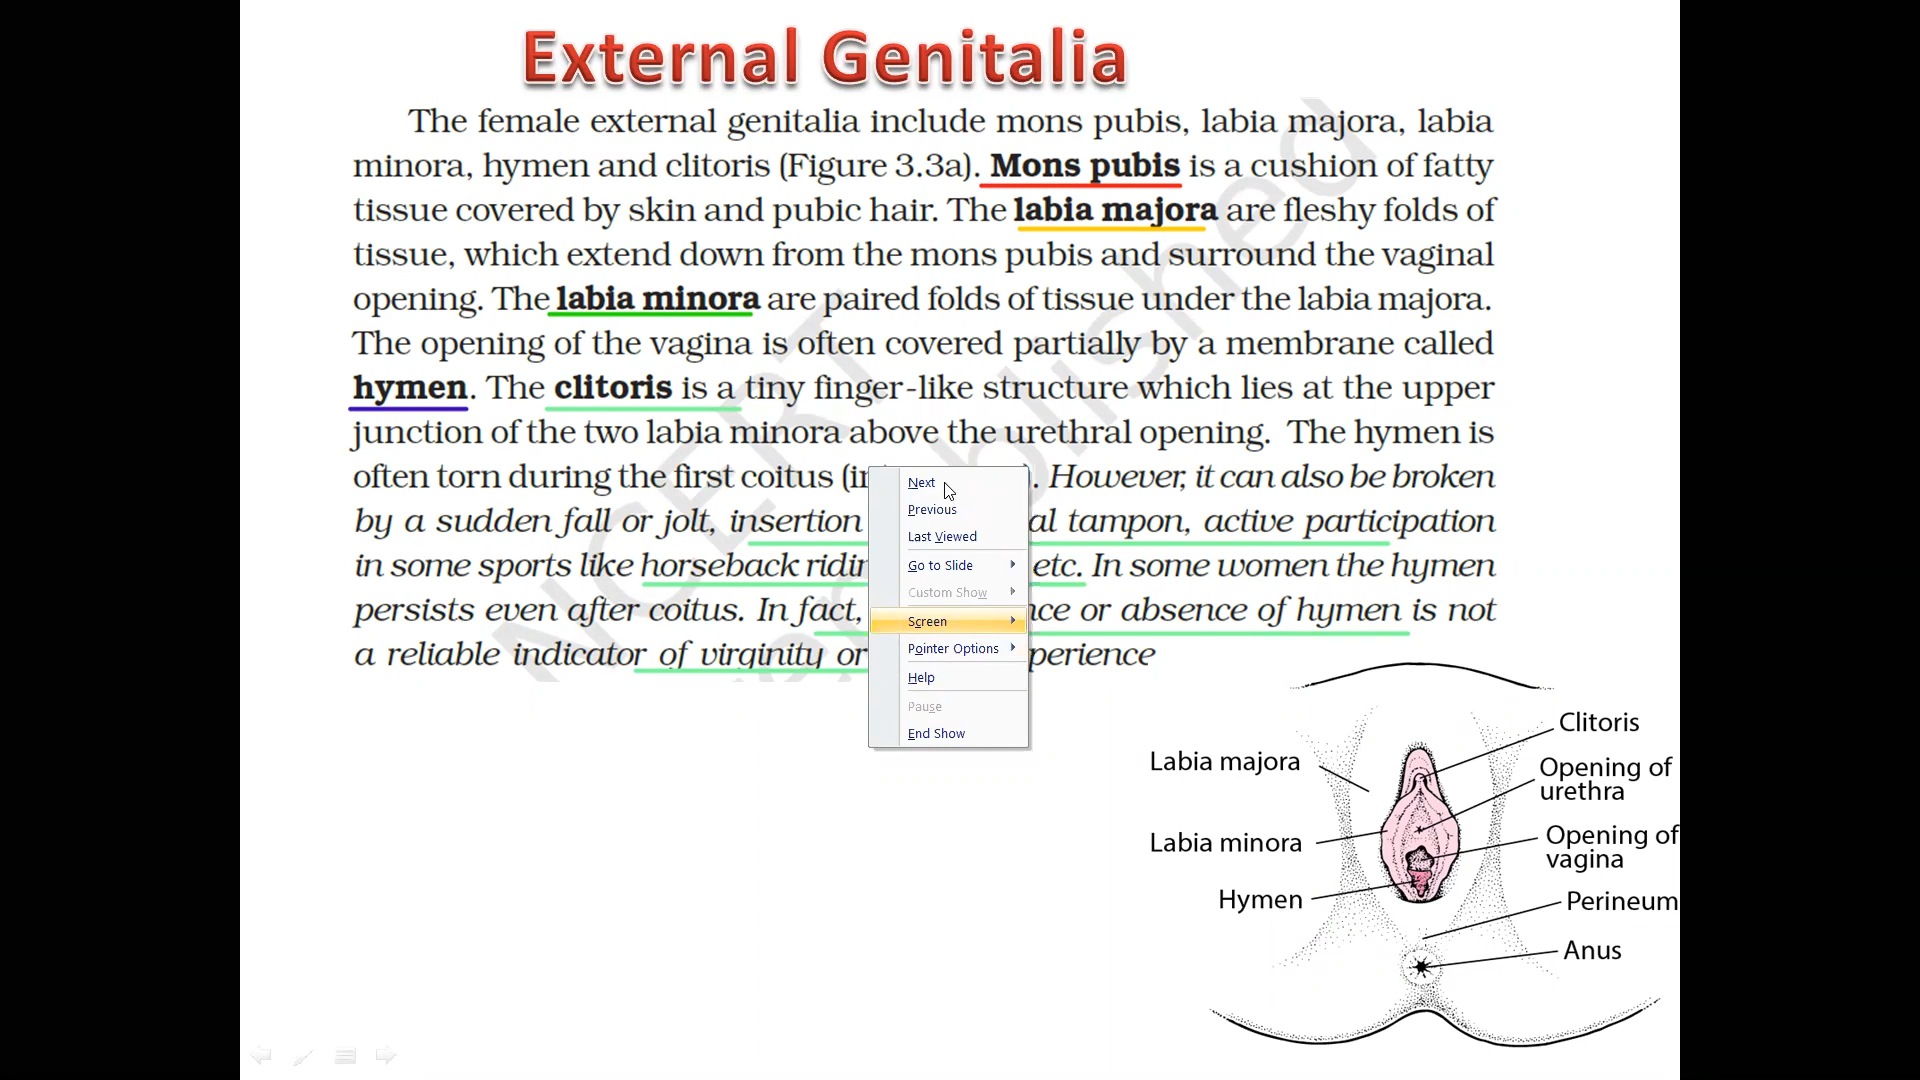 External Genitalia
The female external genitalia include mons pubis, labia majora, labia
minora, hymen and clitoris (Figure 3.3a). Mons pubis is a cushion of fatty
tissue covered by skin and pubic hair. The labia majora are fleshy folds of
tissue, which extend down from the mons pubis and surround the vaginal
opening. The labia minora are paired folds of tissue under the labia majora.
The opening of the vagina is often covered partially by a membrane called
hymen. The clitoris is a tiny finger-like structure which lies at the upper
junction of the two labia minora above the urethral opening. The hymen is
often torn during the first coitus . However, it can also be broken
by a sudden fall or jolt, insertion tampon, active participation
in some sports like horseback etc. In some women the hymen
persists even after coitus. In fact, or absence of hymen is not
a reliable indicator of virginity or
Next
Previous
Last Viewed
Go to Slide
Custom Show
Screen
Pointer Options
Help
Pause
End Show
Clitoris
Labia majora
Opening of
urethra
Labia minora
Opening of
vagina
Hymen
Perineum
Anus
NCERT